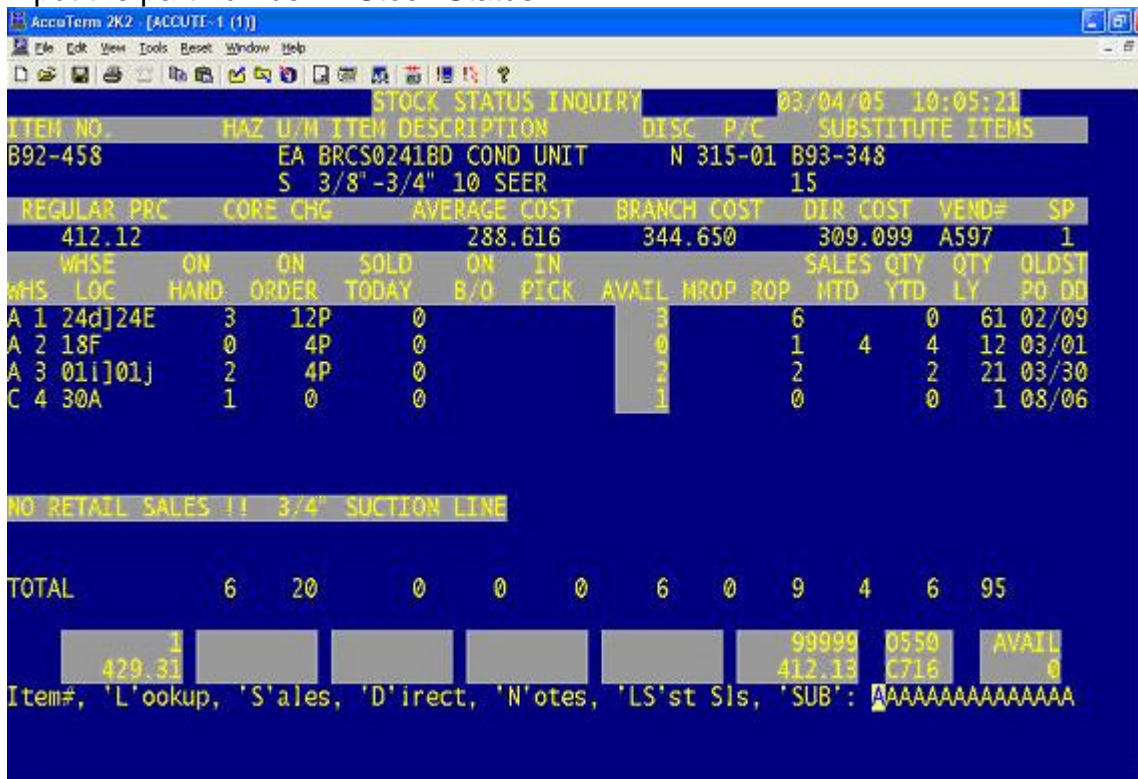 AccuTerm 2K2 - [ACCUTE~1 (1)]
File Edit View Tools Reset Window Help
STOCK STATUS INQUIRY 03/04/05 10:05:21
ITEM NO. HAZ U/M ITEM DESCRIPTION DISC P/C SUBSTITUTE ITEMS
B92-458 EA BRCS0241BD COND UNIT N 315-01 B93-348
S 3/8"-3/4" 10 SEER 15
REGULAR PRC CORE CHG AVERAGE COST BRANCH COST DIR COST VEND# SP
412.12 288.616 344.650 309.099 A597 1
WHSE ON ON SOLD ON IN SALES QTY QTY OLDST
WHS LOC HAND ORDER TODAY B/O PICK AVAIL MROP ROP MTD YTD LY PO DD
A 1 24d]24E 3 12P 0 3 6 0 61 02/09
A 2 18F 0 4P 0 0 1 4 4 12 03/01
A 3 01i]01j 2 4P 0 2 2 2 21 03/30
C 4 30A 1 0 0 1 0 0 1 08/06
NO RETAIL SALES !! 3/4" SUCTION LINE
TOTAL 6 20 0 0 0 6 0 9 4 6 95
1 99999 O550 AVAIL
429.31 412.13 C716 0
Item#, 'L'ookup, 'S'ales, 'D'irect, 'N'otes, 'LS'st Sls, 'SUB': AAAAAAAAAAAAAAA